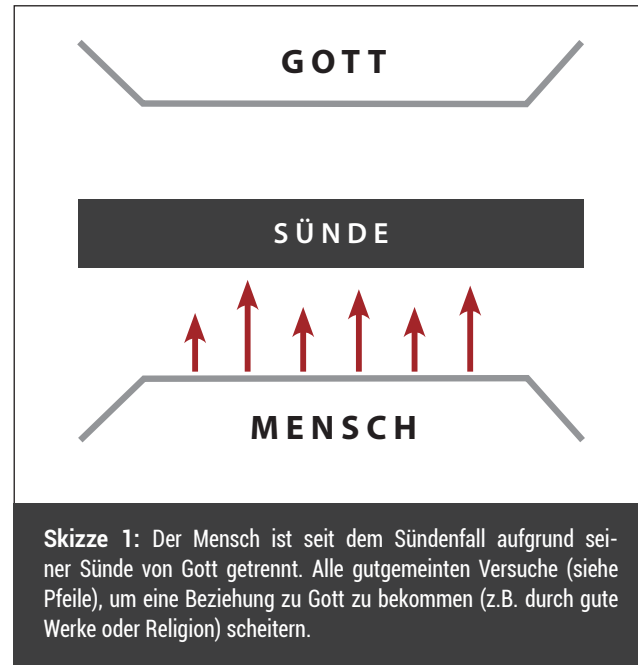 GOTT
SÜNDE
MENSCH
Skizze 1: Der Mensch ist seit dem Sündenfall aufgrund sei-
ner Sünde von Gott getrennt. Alle gutgemeinten Versuche (siehe
Pfeile), um eine Beziehung zu Gott zu bekommen (z.B. durch gute
Werke oder Religion) scheitern.